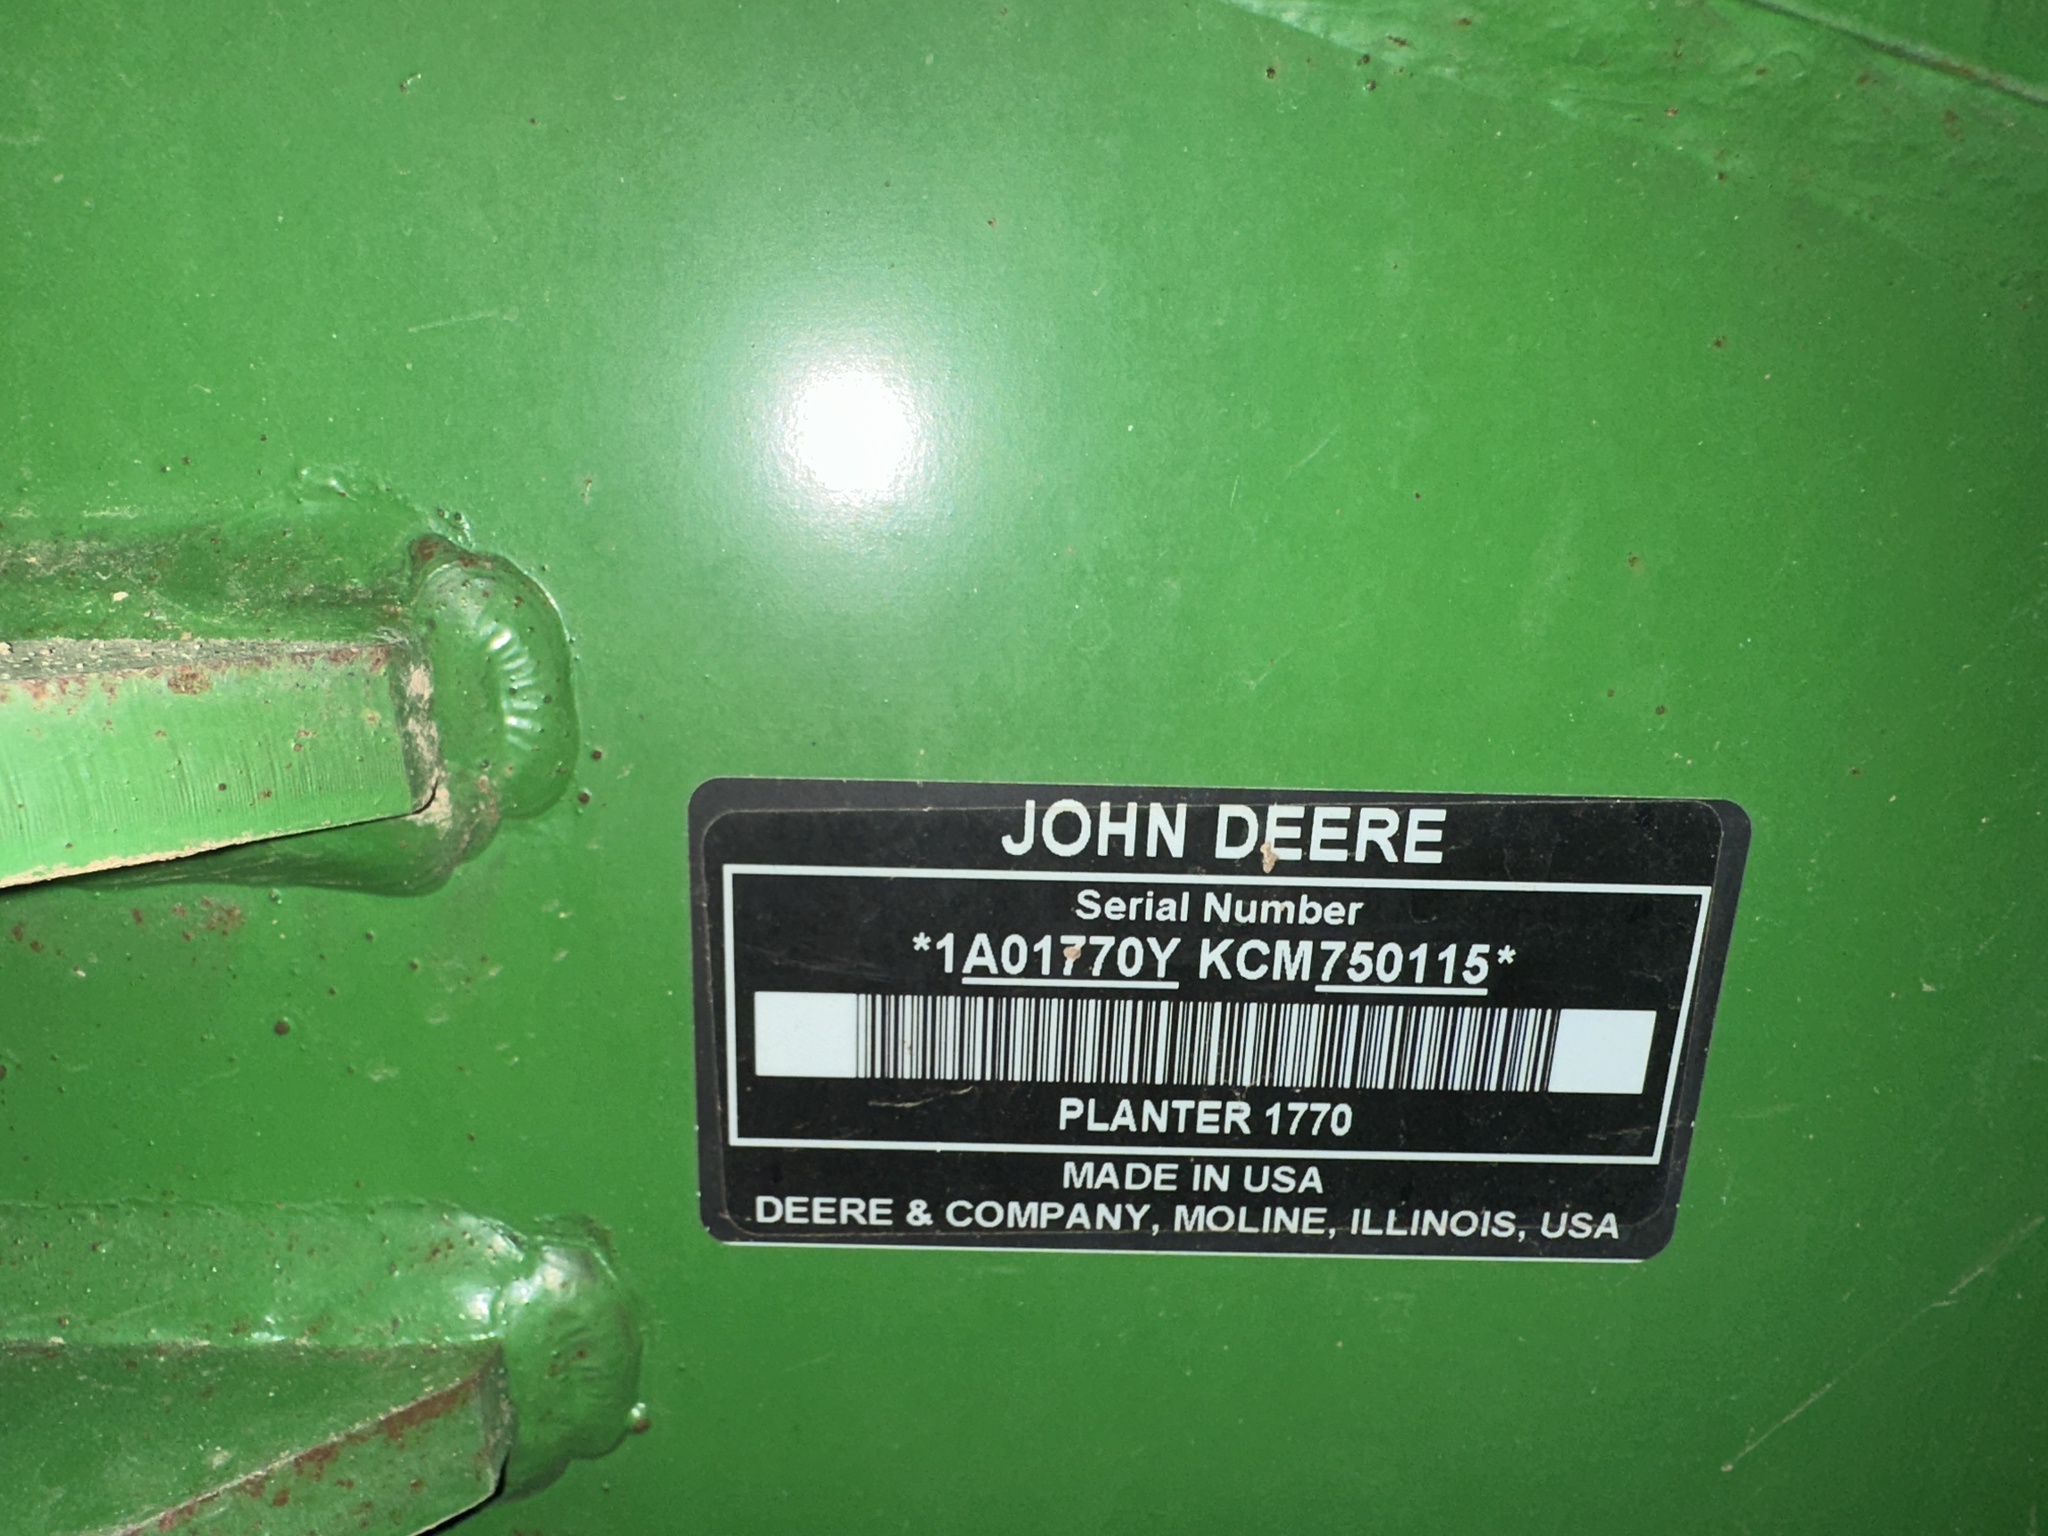 JOHN DEERE
Serial Number
*1A01770Y KCM750115*
PLANTER 1770
MADE IN USA
DEERE & COMPANY, MOLINE, ILLINOIS, USA